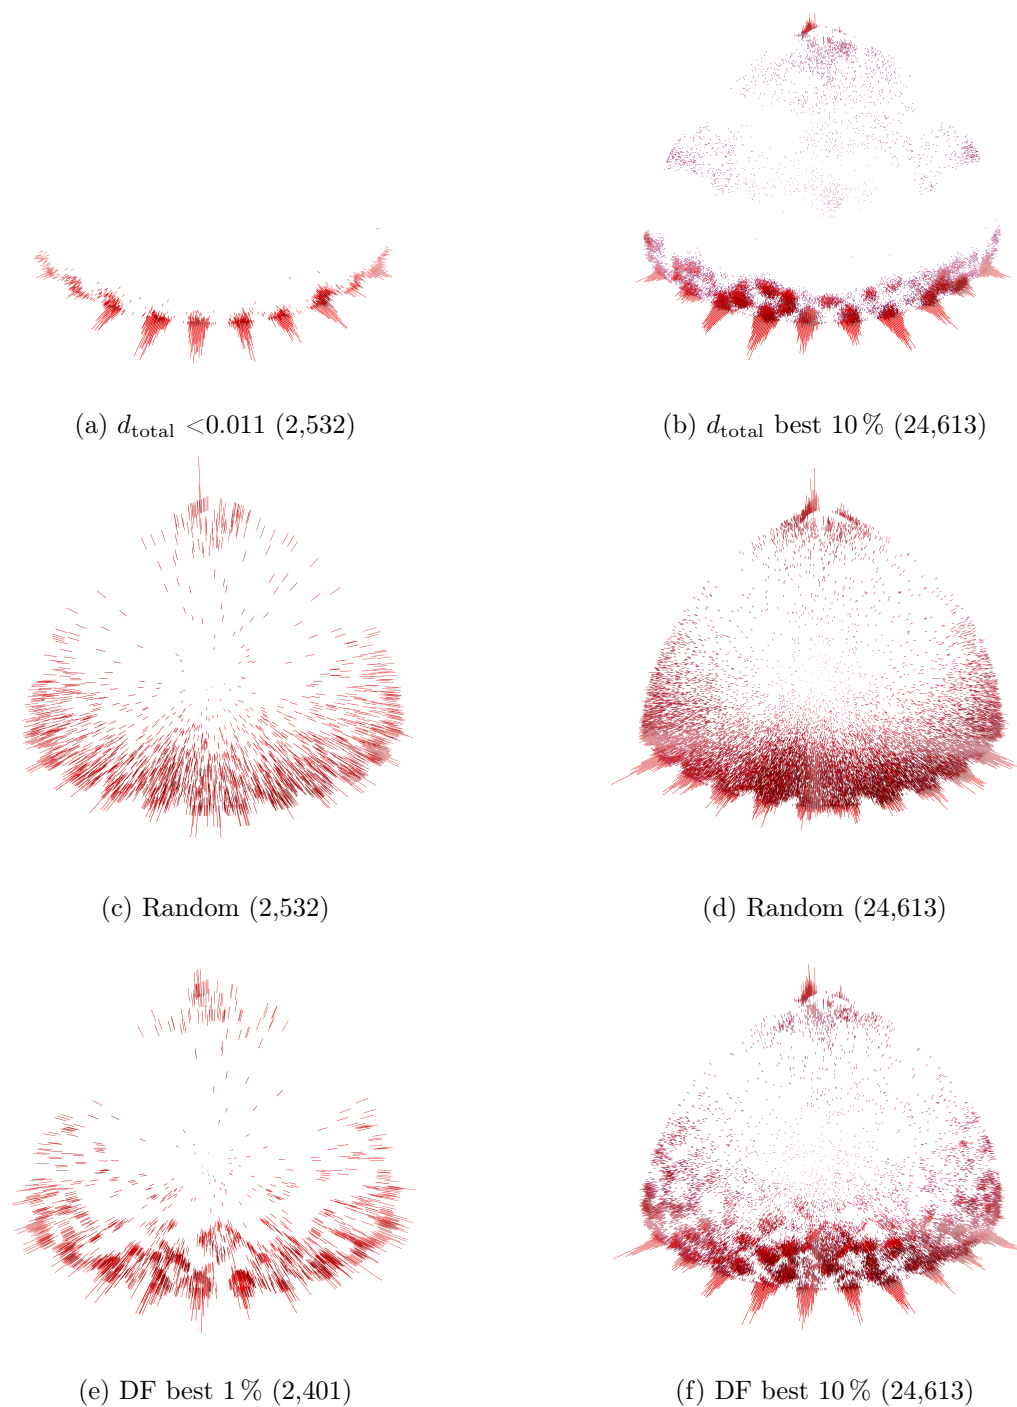 (a) d_total <0.011 (2,532)
(b) d_total best 10 % (24,613)
(c) Random (2,532)
(d) Random (24,613)
(e) DF best 1 % (2,401)
(f) DF best 10 % (24,613)